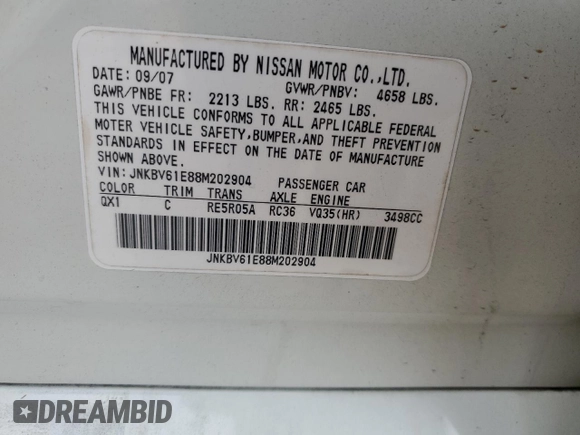 MANUFACTURED BY NISSAN MOTOR CO.,LTD.
DATE: 09/07 GVWR/PNBV: 4658 LBS.
GAWR/PNBE FR: 2213 LBS. RR: 2465 LBS.
THIS VEHICLE CONFORMS TO ALL APPLICABLE FEDERAL
MOTOR VEHICLE SAFETY,BUMPER,AND THEFT PREVENTION
STANDARDS IN EFFECT ON THE DATE OF MANUFACTURE
SHOWN ABOVE.
VIN: JNKBV61E88M202904 PASSENGER CAR
COLOR TRIM TRANS AXLE ENGINE
QX1 C RE5R05A RC36 VQ35(HR) 3498CC
JNKBV61E88M202904
DREAMBID